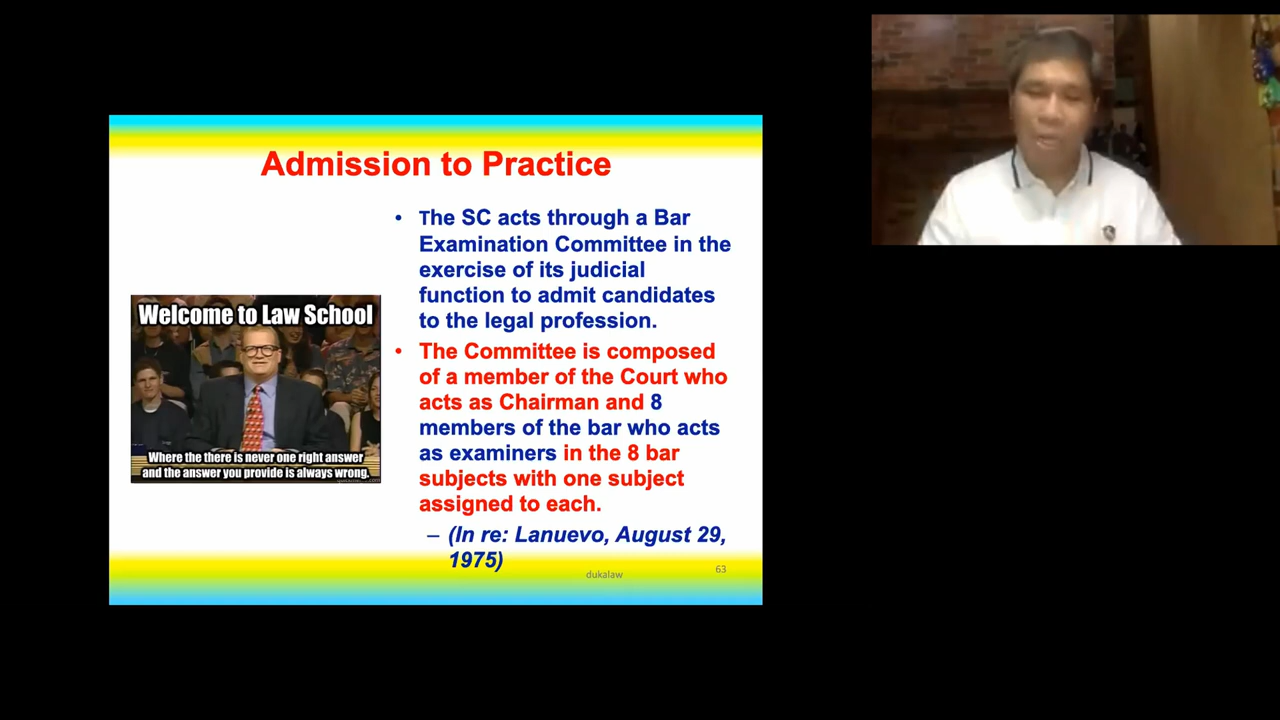 Admission to Practice
• The SC acts through a Bar
Examination Committee in the
exercise of its judicial
function to admit candidates
to the legal profession.
• The Committee is composed
of a member of the Court who
acts as Chairman and 8
members of the bar who acts
as examiners in the 8 bar
subjects with one subject
assigned to each.
– (In re: Lanuevo, August 29,
1975)
Welcome to Law School
Where the there is never one right answer
and the answer you provide is always wrong.
dukalaw
63